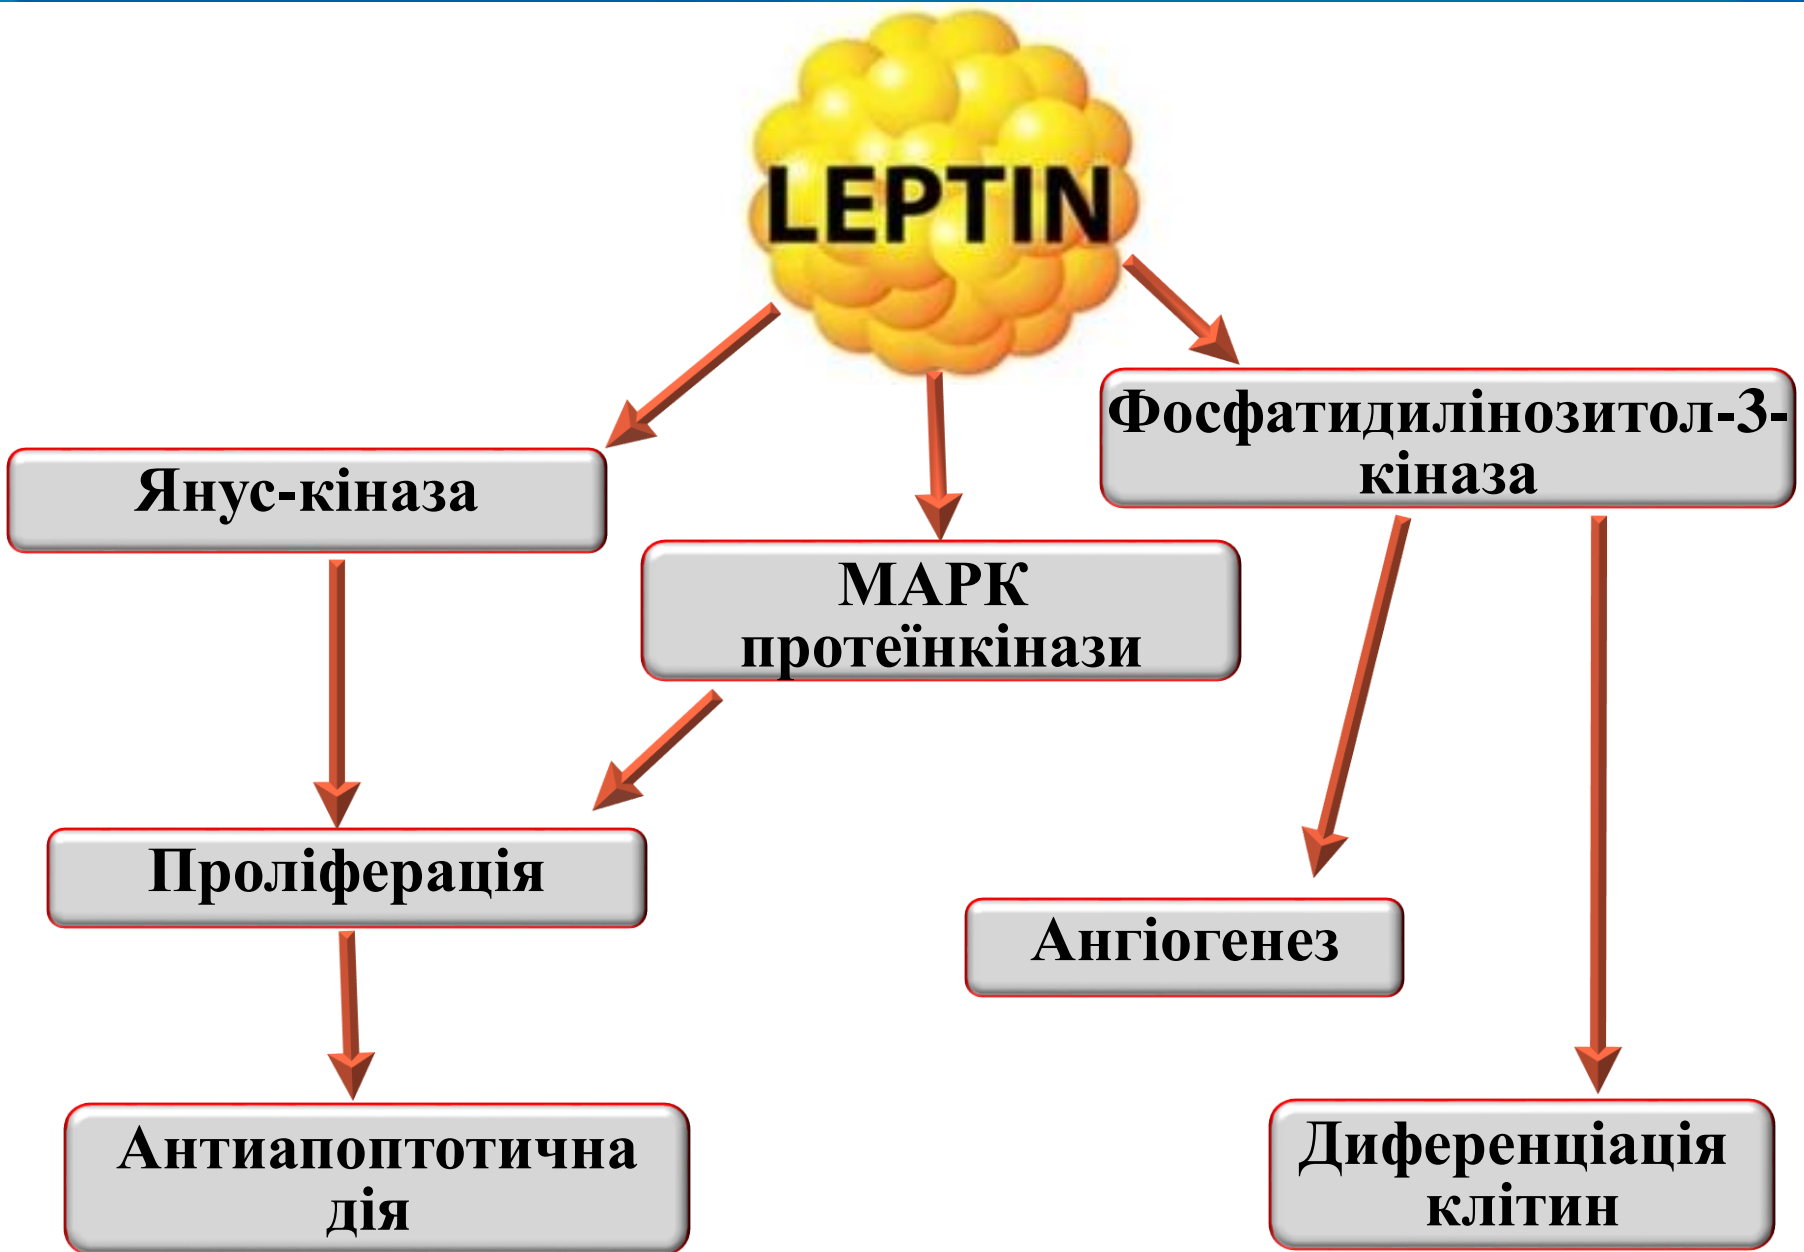 LEPTIN
Фосфатидилінозитол-3-
кіназа
Янус-кіназа
МАРК
протеїнкінази
Проліферація
Ангіогенез
Антиапоптотична
дія
Диференціація
клітин